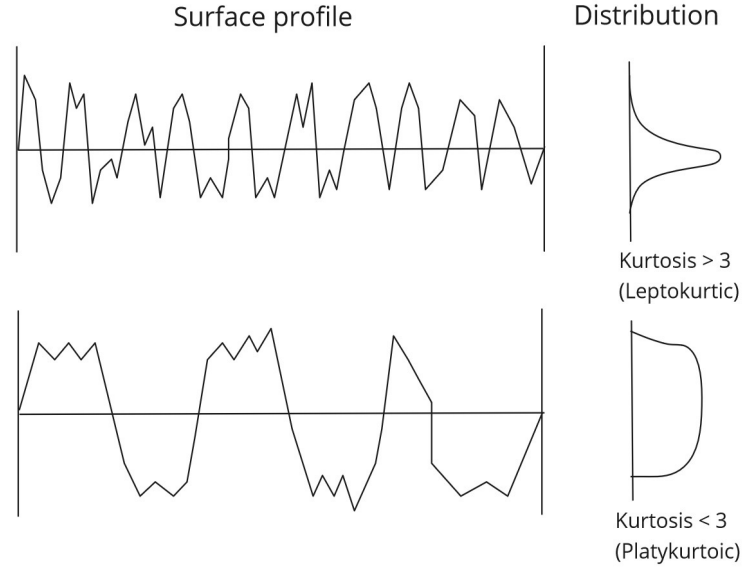 Surface profile
Distribution
Kurtosis > 3
(Leptokurtic)
Kurtosis < 3
(Platykurtoic)